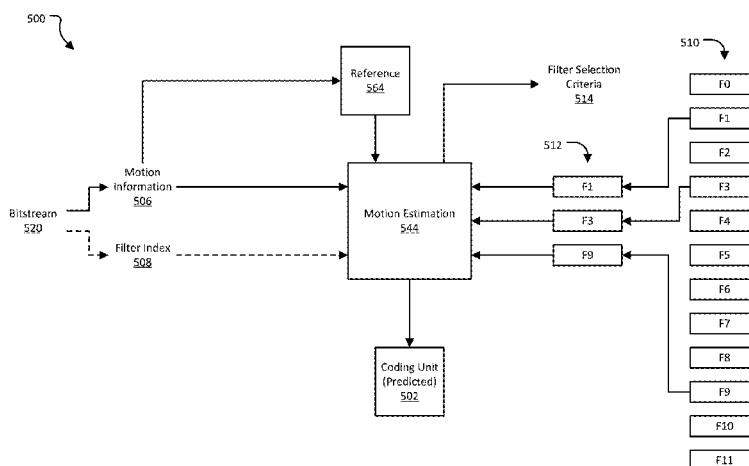 500
510
Reference
564
Filter Selection
Criteria
514
F0
F1
F2
512
Motion
Information
506
F1
F3
Bitstream
520
Motion Estimation
544
F3
F4
Filter Index
508
F9
F5
F6
F7
Coding Unit
(Predicted)
502
F8
F9
F10
F11